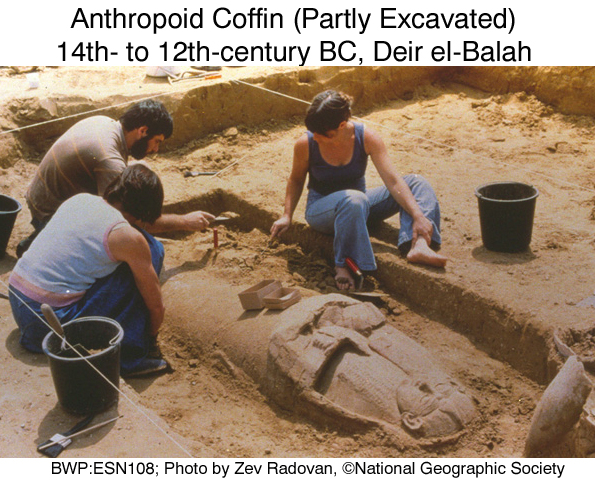 Anthropoid Coffin (Partly Excavated)
14th- to 12th-century BC, Deir el-Balah
BWP:ESN108; Photo by Zev Radovan, ©National Geographic Society